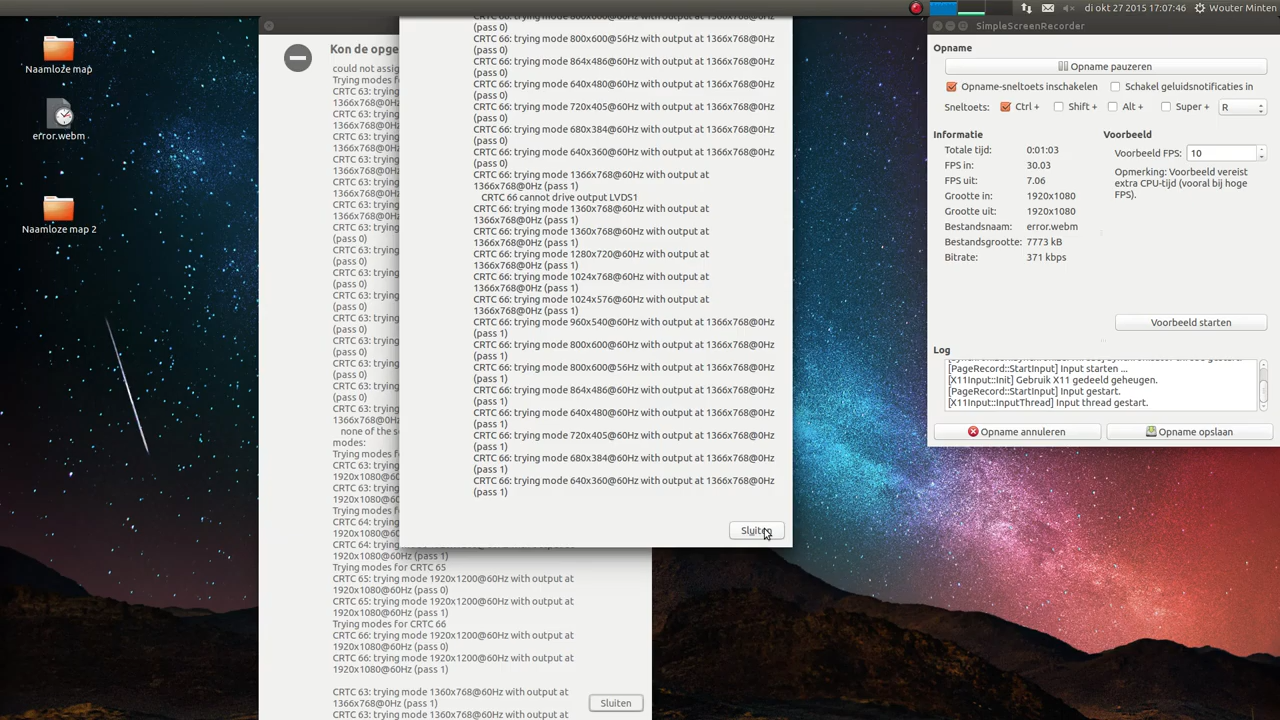 di okt 27 2015 17:07:46
Wouter Minten
Naamloze map
error.webm
Naamloze map 2
Kon de opge
could not assig
Trying modes f
CRTC 63: trying
1366x768@0Hz
CRTC 63: trying
1366x768@0Hz
CRTC 63: trying
1366x768@0Hz
CRTC 63: trying
1366x768@0Hz
CRTC 63: trying
1366x768@0Hz
CRTC 63: trying
1366x768@0Hz
CRTC 63: trying
(pass 0)
CRTC 63: trying
(pass 0)
CRTC 63: trying
(pass 0)
CRTC 63: trying
(pass 0)
CRTC 63: trying
(pass 0)
CRTC 63: trying
(pass 0)
CRTC 63: trying
(pass 0)
CRTC 63: trying
(pass 0)
CRTC 63: trying
1366x768@0Hz
none of the se
modes:
Trying modes f
CRTC 63: trying
1920x1080@60H
CRTC 63: trying
1920x1080@60H
Trying modes f
CRTC 64: trying
1920x1080@60H
1920x1080@60Hz (pass 1)
Trying modes for CRTC 65
CRTC 65: trying mode 1920x1200@60Hz with output at
1920x1080@60Hz (pass 0)
CRTC 65: trying mode 1920x1200@60Hz with output at
1920x1080@60Hz (pass 1)
Trying modes for CRTC 66
CRTC 66: trying mode 1920x1200@60Hz with output at
1920x1080@60Hz (pass 0)
CRTC 66: trying mode 1920x1200@60Hz with output at
1920x1080@60Hz (pass 1)
CRTC 63: trying mode 1360x768@60Hz with output at
1366x768@0Hz (pass 1)
CRTC 63: trying mode 1360x768@60Hz with output at
Sluiten
(pass 0)
CRTC 66: trying mode 800x600@56Hz with output at 1366x768@0Hz
(pass 0)
CRTC 66: trying mode 864x486@60Hz with output at 1366x768@0Hz
(pass 0)
CRTC 66: trying mode 640x480@60Hz with output at 1366x768@0Hz
(pass 0)
CRTC 66: trying mode 720x405@60Hz with output at 1366x768@0Hz
(pass 0)
CRTC 66: trying mode 680x384@60Hz with output at 1366x768@0Hz
(pass 0)
CRTC 66: trying mode 640x360@60Hz with output at 1366x768@0Hz
(pass 0)
CRTC 66: trying mode 1366x768@60Hz with output at
1366x768@0Hz (pass 1)
CRTC 66 cannot drive output LVDS1
CRTC 66: trying mode 1360x768@60Hz with output at
1366x768@0Hz (pass 1)
CRTC 66: trying mode 1360x768@60Hz with output at
1366x768@0Hz (pass 1)
CRTC 66: trying mode 1280x720@60Hz with output at
1366x768@0Hz (pass 1)
CRTC 66: trying mode 1024x768@60Hz with output at
1366x768@0Hz (pass 1)
CRTC 66: trying mode 1024x576@60Hz with output at
1366x768@0Hz (pass 1)
CRTC 66: trying mode 960x540@60Hz with output at 1366x768@0Hz
(pass 1)
CRTC 66: trying mode 800x600@60Hz with output at 1366x768@0Hz
(pass 1)
CRTC 66: trying mode 800x600@56Hz with output at 1366x768@0Hz
(pass 1)
CRTC 66: trying mode 864x486@60Hz with output at 1366x768@0Hz
(pass 1)
CRTC 66: trying mode 640x480@60Hz with output at 1366x768@0Hz
(pass 1)
CRTC 66: trying mode 720x405@60Hz with output at 1366x768@0Hz
(pass 1)
CRTC 66: trying mode 680x384@60Hz with output at 1366x768@0Hz
(pass 1)
CRTC 66: trying mode 640x360@60Hz with output at 1366x768@0Hz
(pass 1)
Sluiten
SimpleScreenRecorder
Opname
Opname pauzeren
Opname-sneltoets inschakelen Schakel geluidsnotificaties in
Sneltoets: Ctrl + Shift + Alt + Super + R
Informatie
Totale tijd: 0:01:03
FPS in: 30.03
FPS uit: 7.06
Grootte in: 1920x1080
Grootte uit: 1920x1080
Bestandsnaam: error.webm
Bestandsgrootte: 7773 kB
Bitrate: 371 kbps
Voorbeeld
Voorbeeld FPS: 10
Opmerking: Voorbeeld vereist
extra CPU-tijd (vooral bij hoge
FPS).
Voorbeeld starten
Log
[PageRecord::StartInput] Input starten ...
[X11Input::Init] Gebruik X11 gedeeld geheugen.
[PageRecord::StartInput] Input gestart.
[X11Input::InputThread] Input thread gestart.
Opname annuleren
Opname opslaan